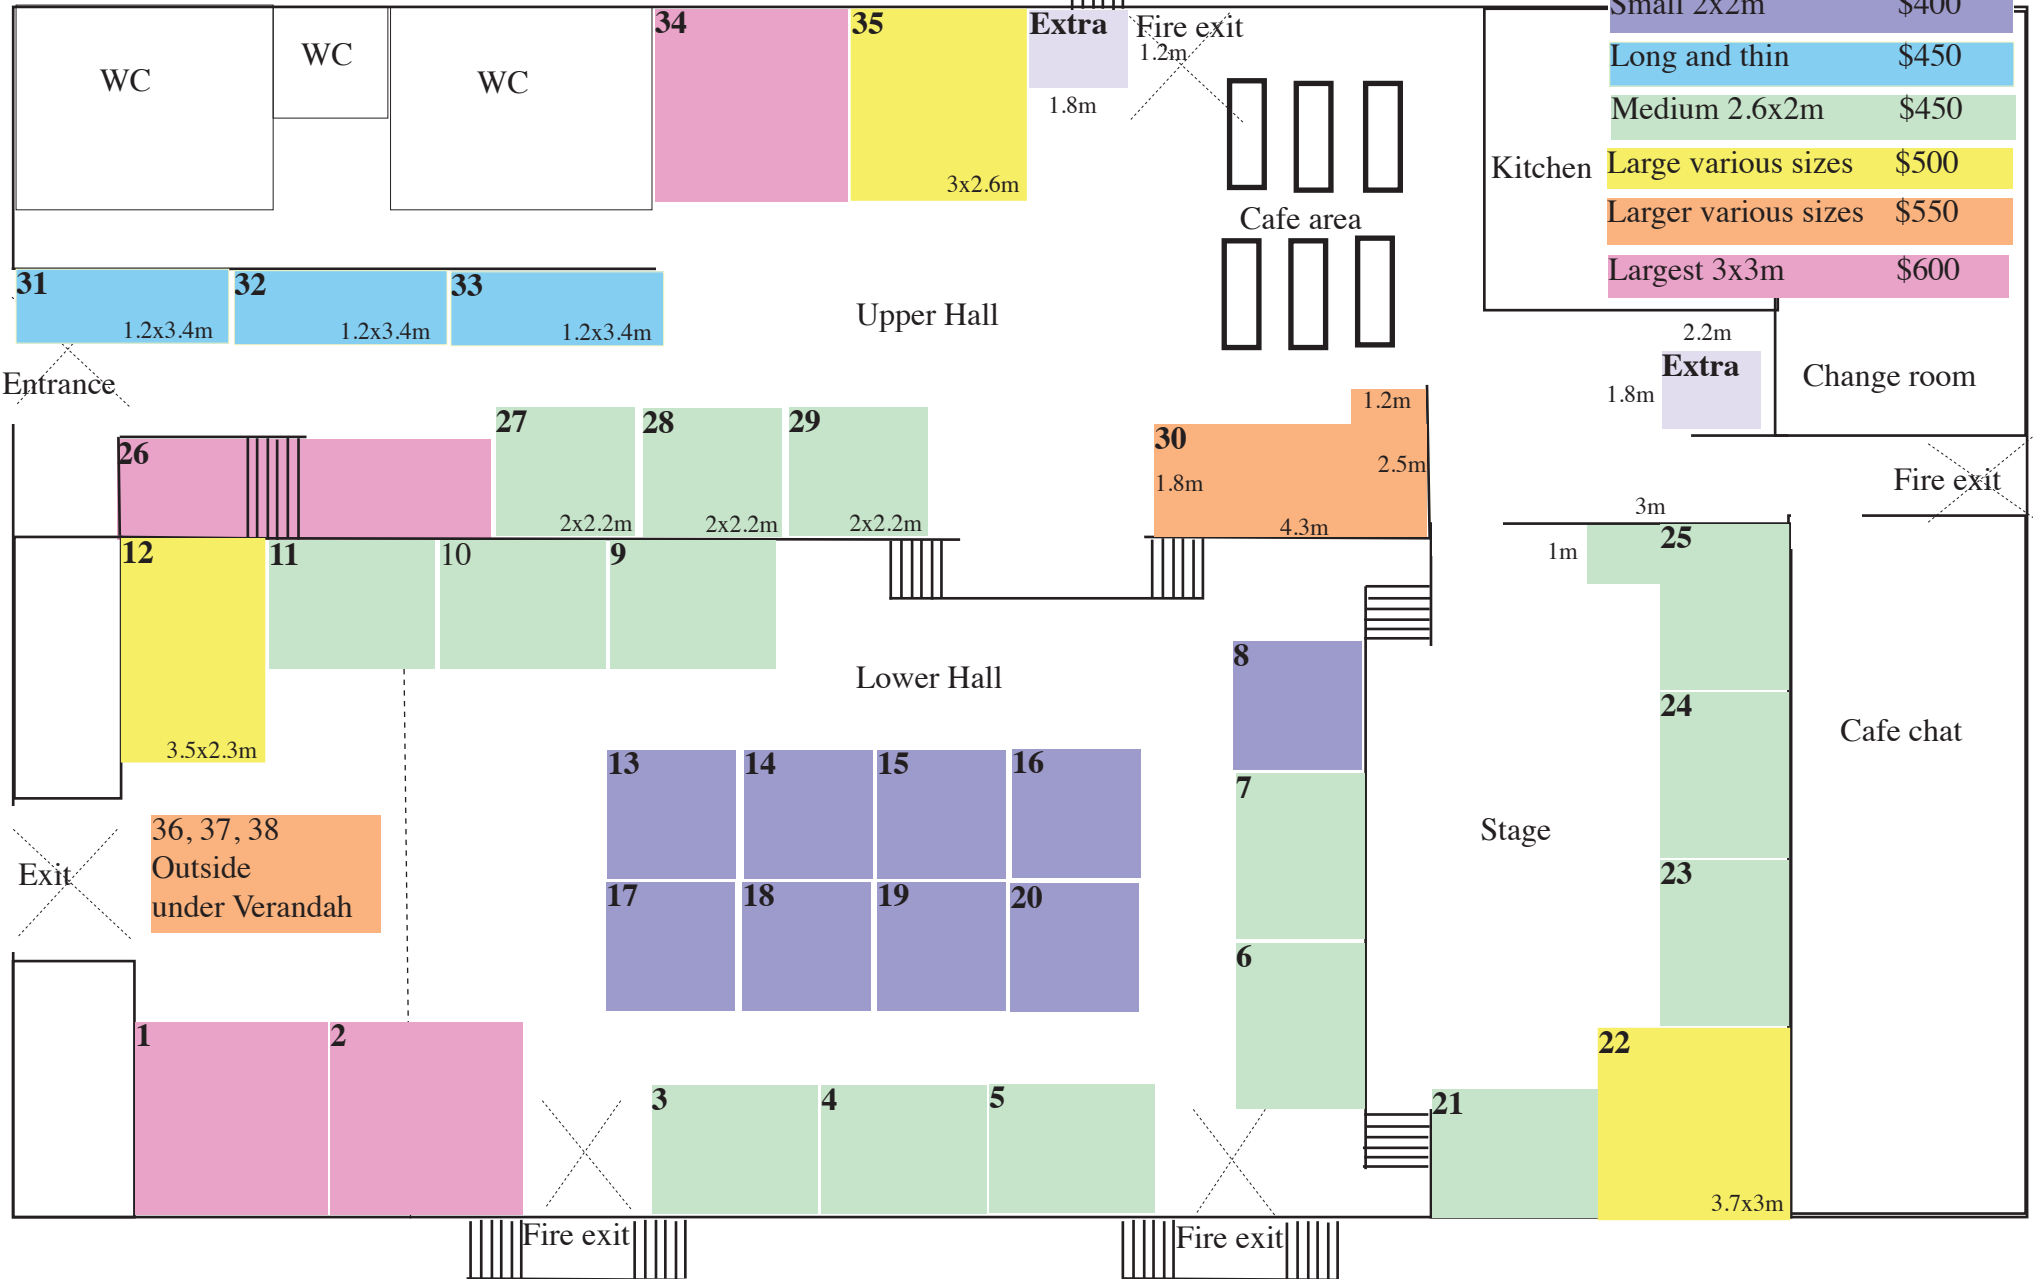 Small 2x2m $400
Long and thin $450
Medium 2.6x2m $450
Large various sizes $500
Larger various sizes $550
Largest 3x3m $600
WC
WC
WC
34
35
3x2.6m
Extra
1.8m
Fire exit
1.2m
Cafe area
Kitchen
31
1.2x3.4m
32
1.2x3.4m
33
1.2x3.4m
Upper Hall
2.2m
Extra
1.8m
Change room
Entrance
26
27
2x2.2m
28
2x2.2m
29
2x2.2m
30
1.2m
1.8m
2.5m
4.3m
Fire exit
3m
1m
25
12
3.5x2.3m
11
10
9
Lower Hall
8
24
Cafe chat
13
14
15
16
7
Stage
36, 37, 38
Outside
under Verandah
Exit
17
18
19
20
6
23
1
2
3
4
5
21
22
3.7x3m
Fire exit
Fire exit